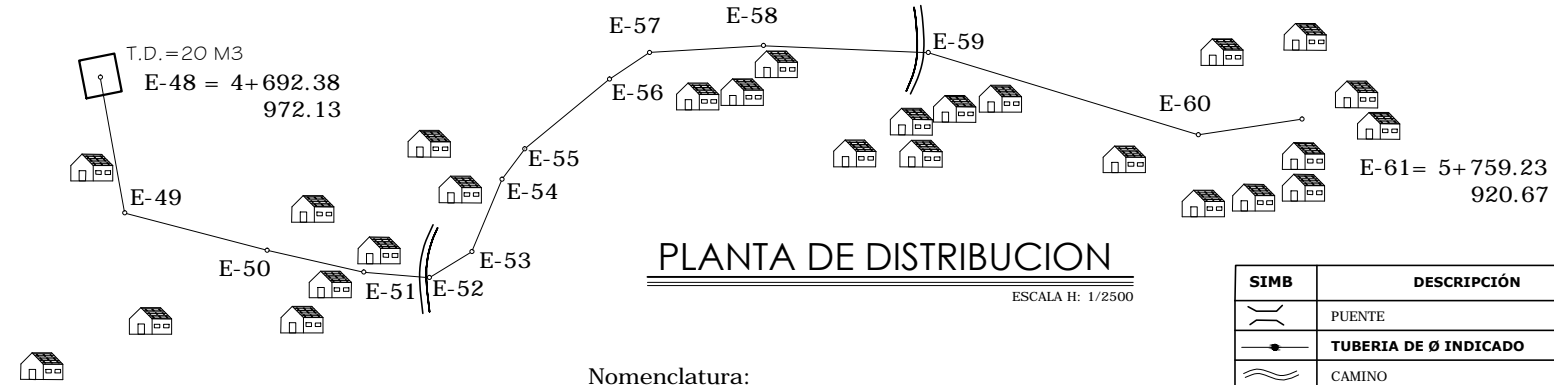 T.D.=20 M3
E-48 = 4+692.38
972.13
E-49
E-50
E-51
E-52
E-53
E-54
E-55
E-56
E-57
E-58
E-59
E-60
E-61= 5+759.23
920.67
PLANTA DE DISTRIBUCION
ESCALA H: 1/2500
Nomenclatura:
SIMB DESCRIPCIÓN
PUENTE
TUBERIA DE Ø INDICADO
CAMINO